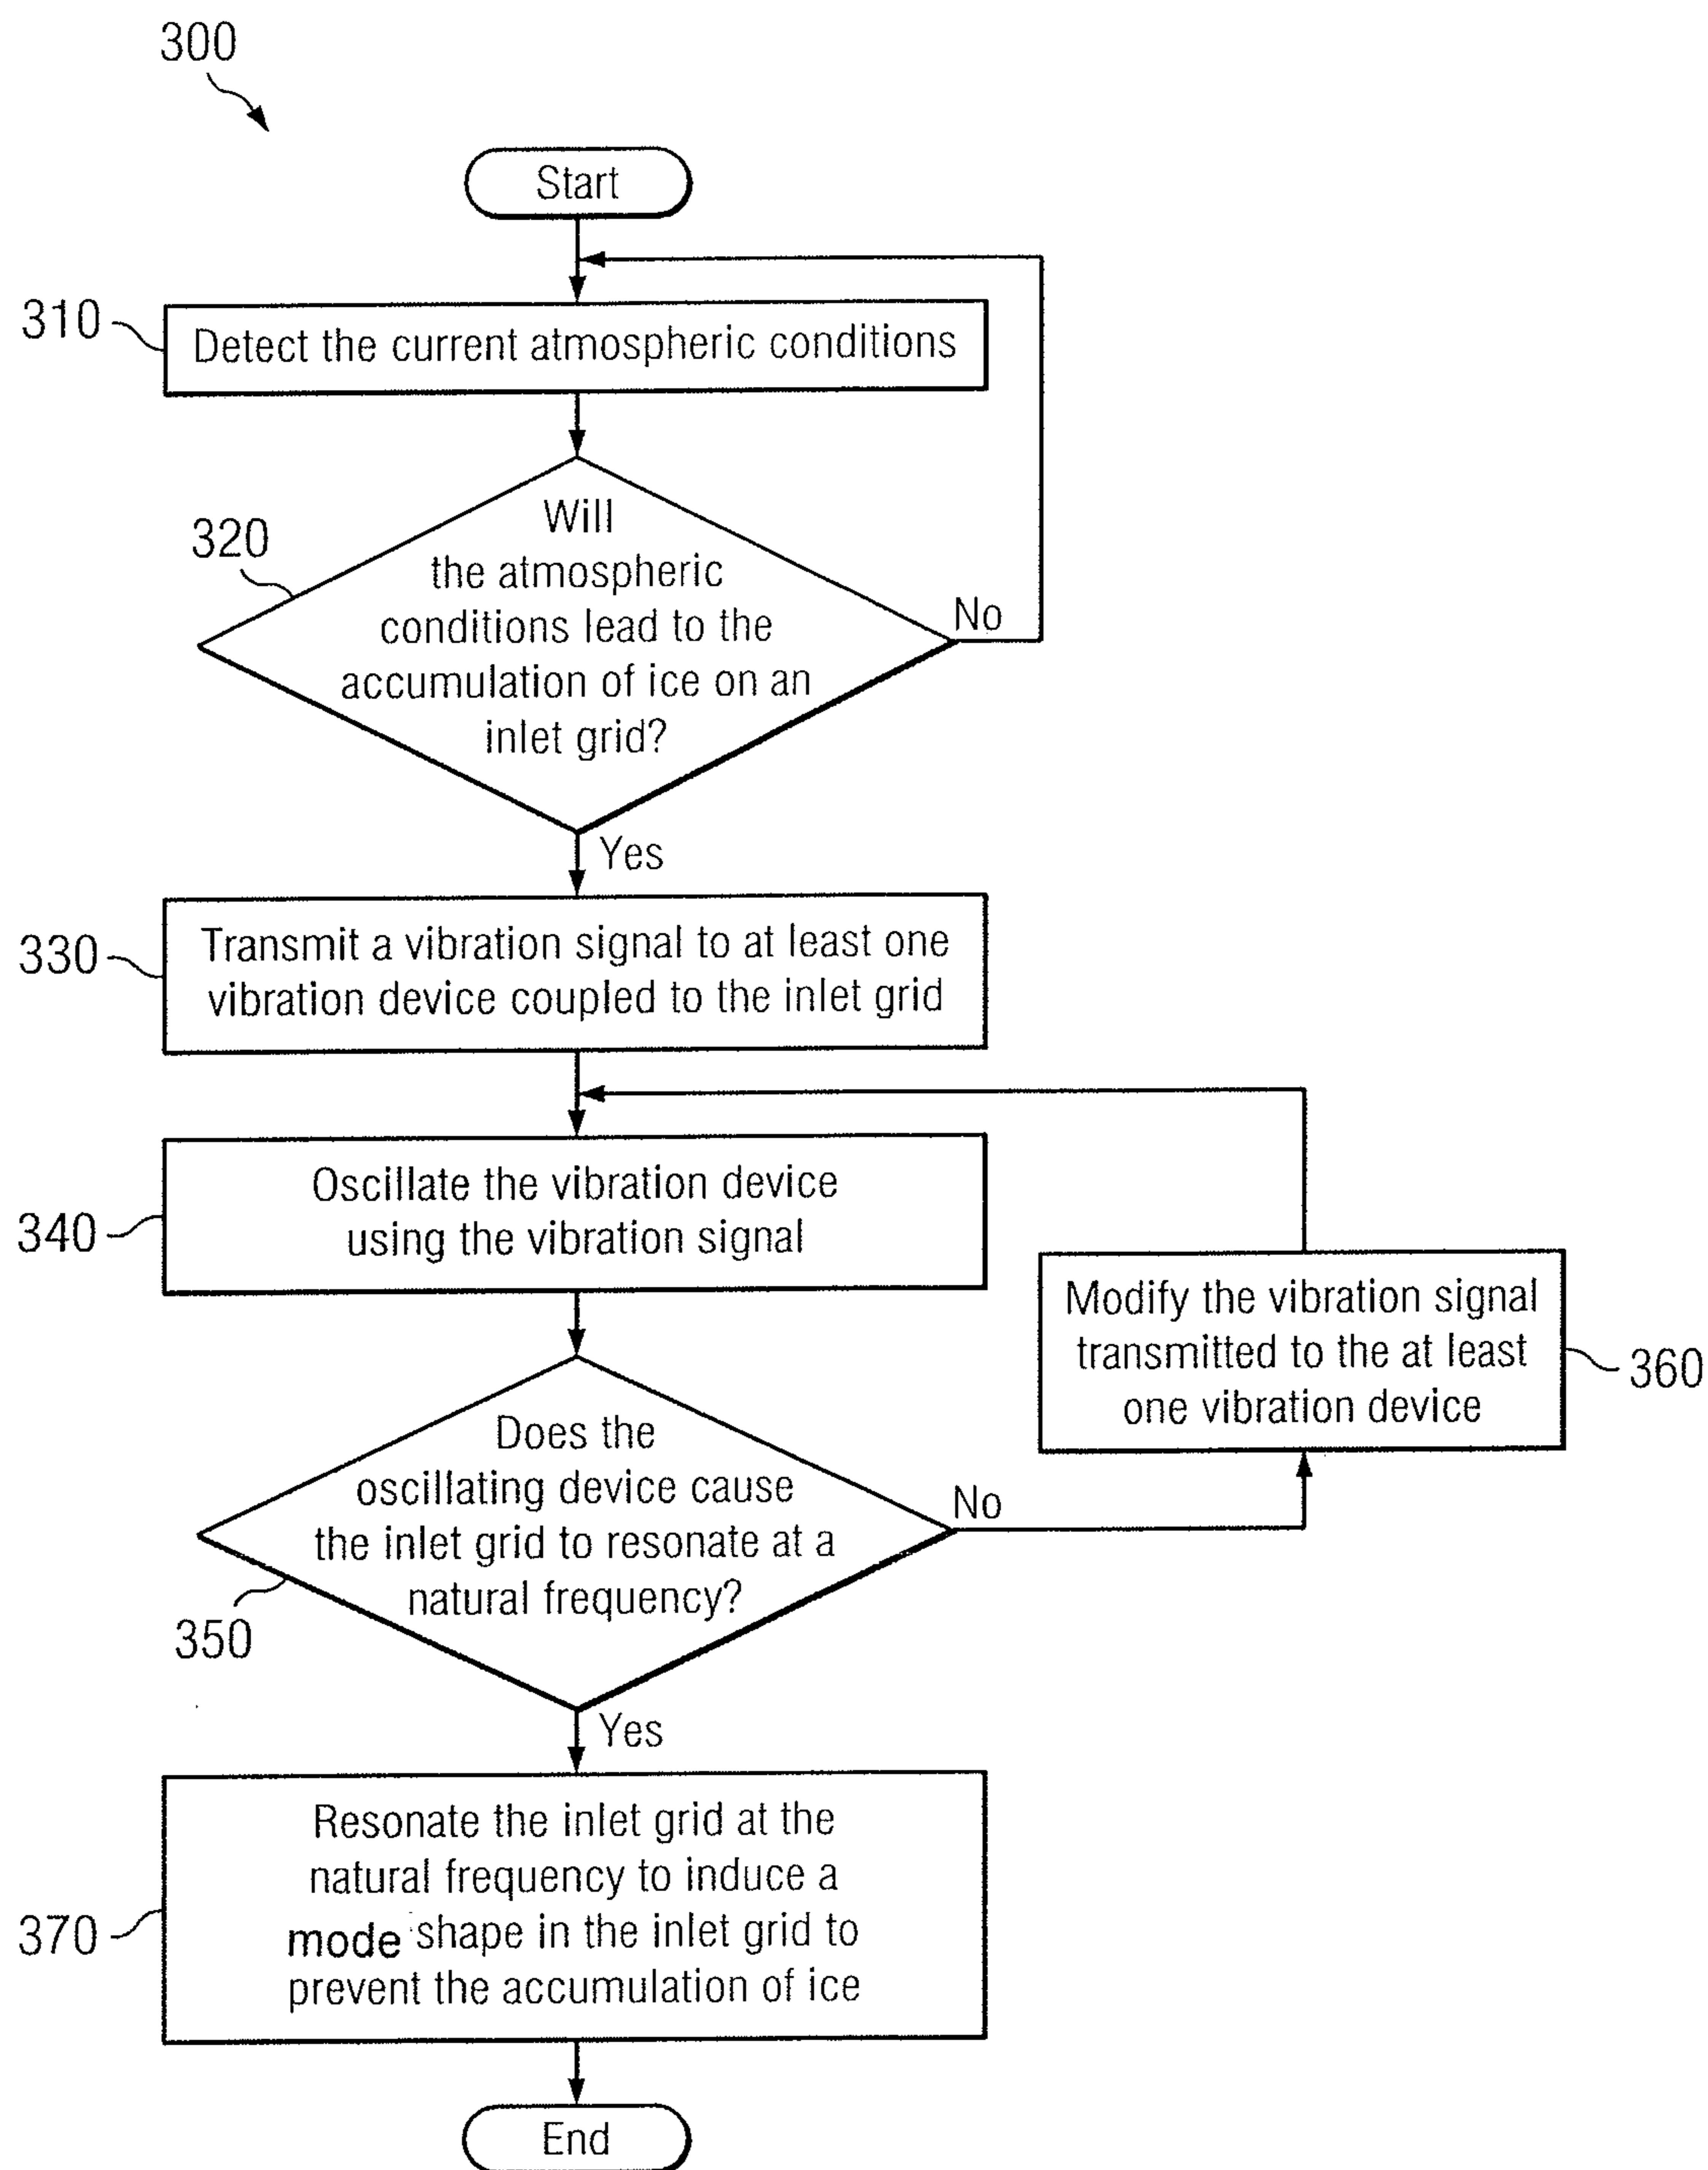 300
Start
310
Detect the current atmospheric conditions
320
Will
the atmospheric
conditions lead to the
accumulation of ice on an
inlet grid?
No
Yes
330
Transmit a vibration signal to at least one
vibration device coupled to the inlet grid
340
Oscillate the vibration device
using the vibration signal
Modify the vibration signal
transmitted to the at least
one vibration device
360
Does the
oscillating device cause
the inlet grid to resonate at a
natural frequency?
No
350
Yes
370
Resonate the inlet grid at the
natural frequency to induce a
mode shape in the inlet grid to
prevent the accumulation of ice
End